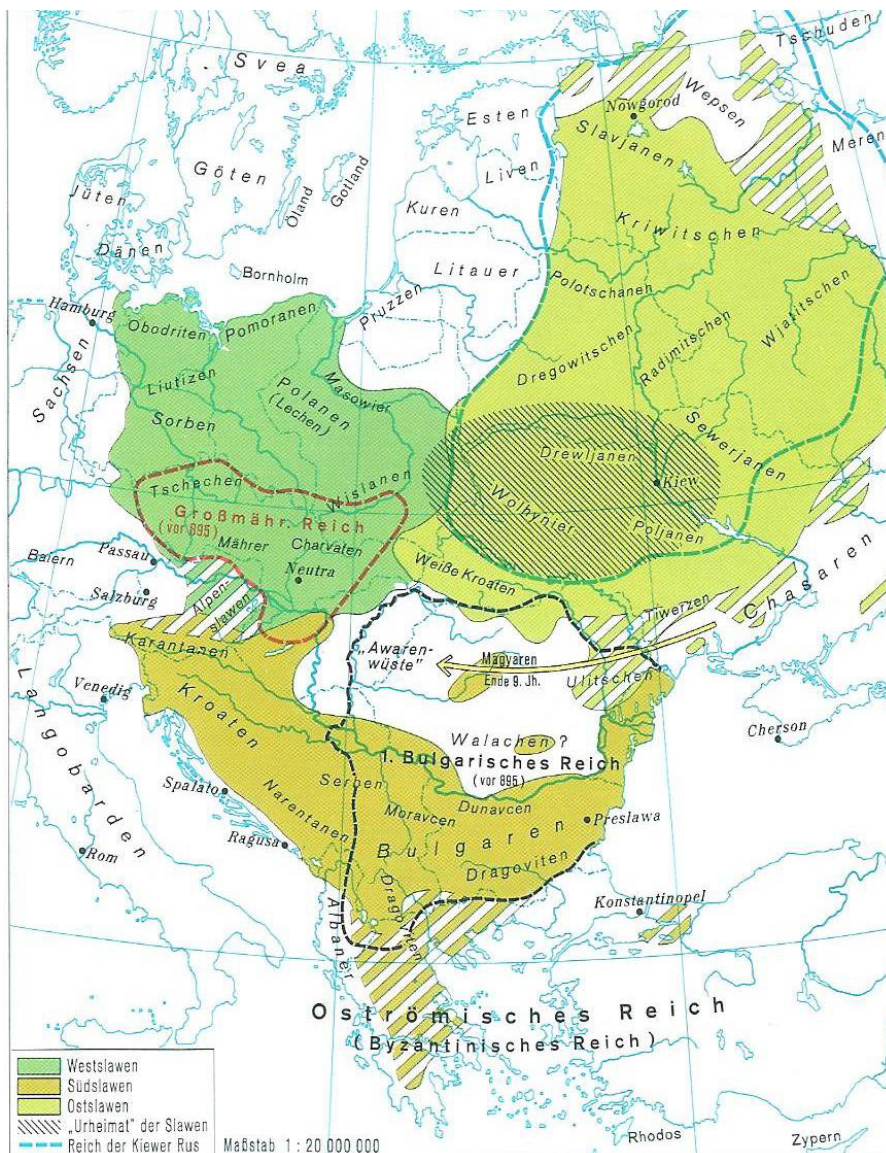 Tschuden
Svea
Wepsen
Nowgorod
Esten
Slavjanen
Meren
Göten
Gotland
Öland
Liven
Jüten
Kuren
Kriwitschen
Dänen
Litauer
Bornholm
Polotschanen
Wjatitschen
Hamburg
Obodriten
Pomoranen
Pruzzen
Radimitschen
Dregowitschen
Sachsen
Liutizen
Polanen
(Lechen)
Masowier
Sorben
Sewerjanen
Drewljanen
Tschechen
Wislanen
Kiew
Wolhynier
Großmähr. Reich
(vor 895)
Poljanen
Mährer
Charvaten
Baiern
Passau
Neutra
Weiße Kroaten
Chasaren
Salzburg
Alpen-
slawen
Tiwerzen
Karantanen
„Awaren-
wüste"
Magyaren
Ende 9. Jh.
Ulitschen
Langobarden
Venedig
Kroaten
Cherson
Walachen?
I. Bulgarisches Reich
(vor 895)
Spalato
Serben
Narentanen
Moravcen
Dunavcen
Preslawa
Ragusa
Bulgaren
Rom
Dragoviten
Dragoviten
Konstantinopel
Albaner
Oströmisches Reich
(Byzantinisches Reich)
Westslawen
Südslawen
Ostslawen
„Urheimat" der Slawen
Reich der Kiewer Rus
Maßstab 1 : 20 000 000
Rhodos
Zypern